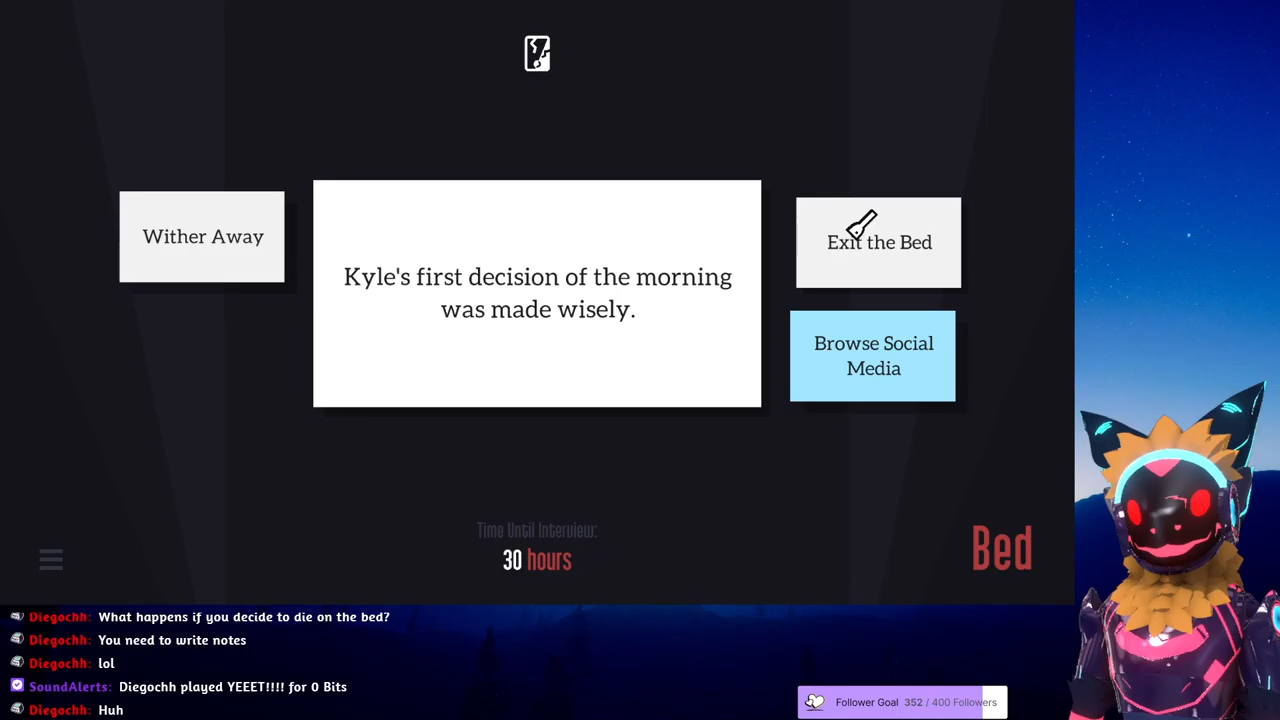 Wither Away
Kyle's first decision of the morning
was made wisely.
Exit the Bed
Browse Social
Media
Time Until Interview:
30 hours
Bed
Diegochh: What happens if you decide to die on the bed?
Diegochh: You need to write notes
Diegochh: lol
SoundAlerts: Diegochh played YEEET!!!! for 0 Bits
Diegochh: Huh
Follower Goal 352 / 400 Followers